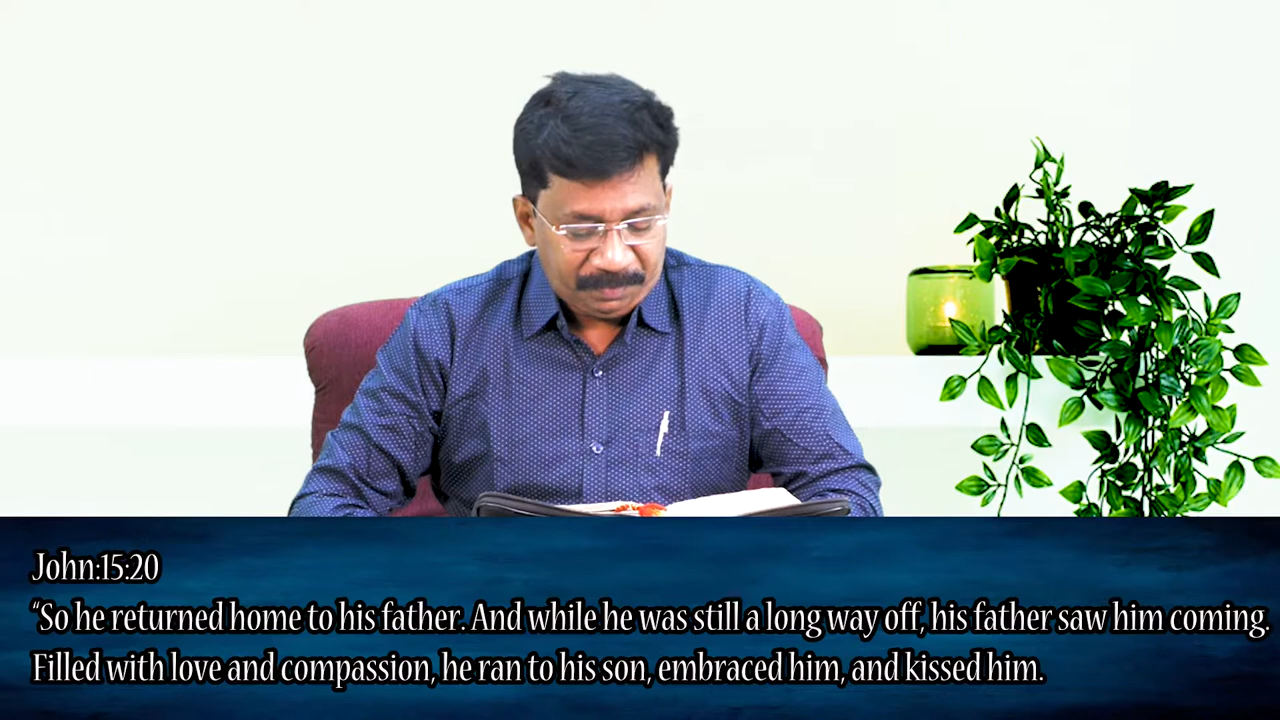 John:15:20
“So he returned home to his father. And while he was still a long way off, his father saw him coming.
Filled with love and compassion, he ran to his son, embraced him, and kissed him.